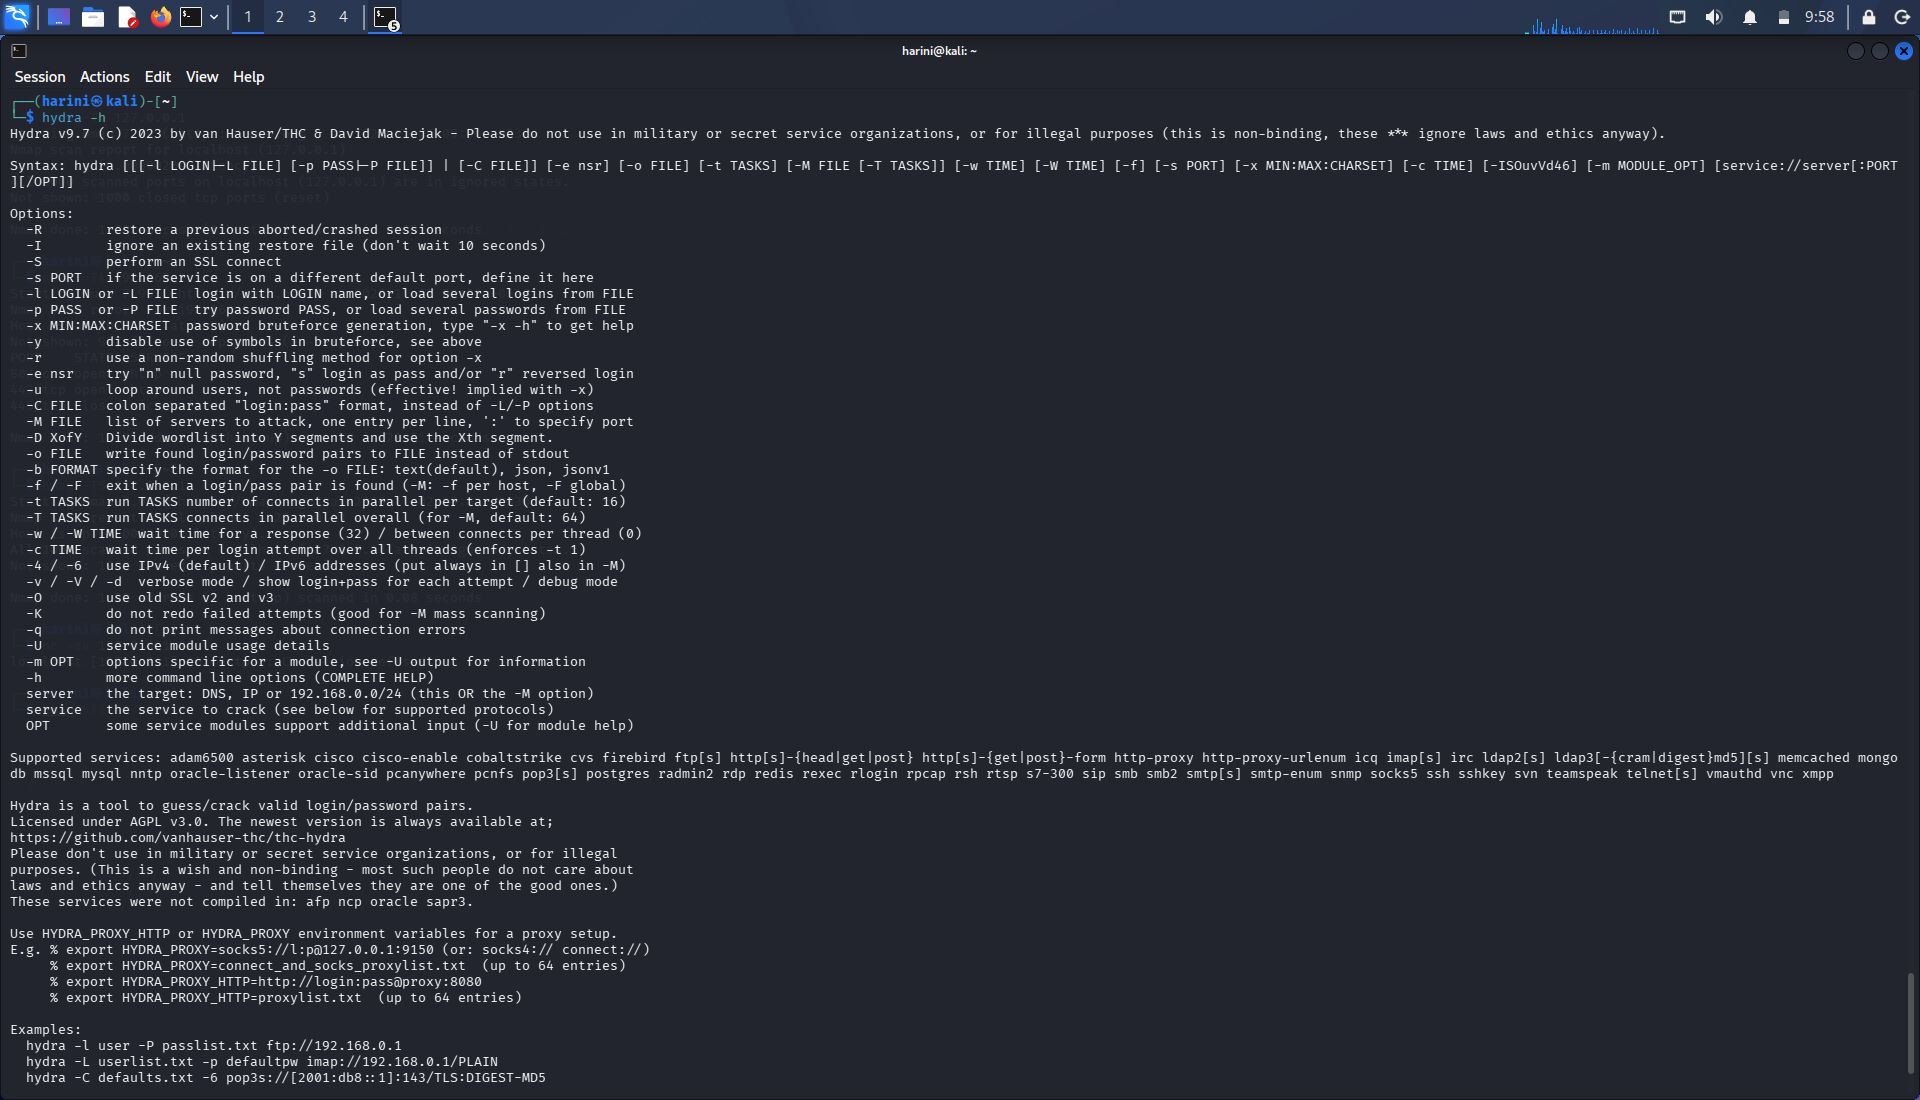 1 2 3 4 5 9:58
harini@kali: ~
Session Actions Edit View Help
┌──(harini㉿kali)-[~]
└─$ hydra -h
Hydra v9.7 (c) 2023 by van Hauser/THC & David Maciejak - Please do not use in military or secret service organizations, or for illegal purposes (this is non-binding, these *** ignore laws and ethics anyway).
Syntax: hydra [[[-l LOGIN|-L FILE] [-p PASS|-P FILE]] | [-C FILE]] [-e nsr] [-o FILE] [-t TASKS] [-M FILE [-T TASKS]] [-w TIME] [-W TIME] [-f] [-s PORT] [-x MIN:MAX:CHARSET] [-c TIME] [-ISOuvVd46] [-m MODULE_OPT] [service://server[:PORT
][/OPT]]
Options:
-R restore a previous aborted/crashed session
-I ignore an existing restore file (don't wait 10 seconds)
-S perform an SSL connect
-s PORT if the service is on a different default port, define it here
-l LOGIN or -L FILE login with LOGIN name, or load several logins from FILE
-p PASS or -P FILE try password PASS, or load several passwords from FILE
-x MIN:MAX:CHARSET password bruteforce generation, type "-x -h" to get help
-y disable use of symbols in bruteforce, see above
-r use a non-random shuffling method for option -x
-e nsr try "n" null password, "s" login as pass and/or "r" reversed login
-u loop around users, not passwords (effective! implied with -x)
-C FILE colon separated "login:pass" format, instead of -L/-P options
-M FILE list of servers to attack, one entry per line, ':' to specify port
-D XofY Divide wordlist into Y segments and use the Xth segment.
-o FILE write found login/password pairs to FILE instead of stdout
-b FORMAT specify the format for the -o FILE: text(default), json, jsonv1
-f / -F exit when a login/pass pair is found (-M: -f per host, -F global)
-t TASKS run TASKS number of connects in parallel per target (default: 16)
-T TASKS run TASKS connects in parallel overall (for -M, default: 64)
-w / -W TIME wait time for a response (32) / between connects per thread (0)
-c TIME wait time per login attempt over all threads (enforces -t 1)
-4 / -6 use IPv4 (default) / IPv6 addresses (put always in [] also in -M)
-v / -V / -d verbose mode / show login+pass for each attempt / debug mode
-O use old SSL v2 and v3
-K do not redo failed attempts (good for -M mass scanning)
-q do not print messages about connection errors
-U service module usage details
-m OPT options specific for a module, see -U output for information
-h more command line options (COMPLETE HELP)
server the target: DNS, IP or 192.168.0.0/24 (this OR the -M option)
service the service to crack (see below for supported protocols)
OPT some service modules support additional input (-U for module help)
Supported services: adam6500 asterisk cisco cisco-enable cobaltstrike cvs firebird ftp[s] http[s]-{head|get|post} http[s]-{get|post}-form http-proxy http-proxy-urlenum icq imap[s] irc ldap2[s] ldap3[-{cram|digest}md5][s] memcached mongo
db mssql mysql nntp oracle-listener oracle-sid pcanywhere pcnfs pop3[s] postgres radmin2 rdp redis rexec rlogin rpcap rsh rtsp s7-300 sip smb smb2 smtp[s] smtp-enum snmp socks5 ssh sshkey svn teamspeak telnet[s] vmauthd vnc xmpp
Hydra is a tool to guess/crack valid login/password pairs.
Licensed under AGPL v3.0. The newest version is always available at;
https://github.com/vanhauser-thc/thc-hydra
Please don't use in military or secret service organizations, or for illegal
purposes. (This is a wish and non-binding - most such people do not care about
laws and ethics anyway - and tell themselves they are one of the good ones.)
These services were not compiled in: afp ncp oracle sapr3.
Use HYDRA_PROXY_HTTP or HYDRA_PROXY environment variables for a proxy setup.
E.g. % export HYDRA_PROXY=socks5://l:p@127.0.0.1:9150 (or: socks4:// connect://)
% export HYDRA_PROXY=connect_and_socks_proxylist.txt (up to 64 entries)
% export HYDRA_PROXY_HTTP=http://login:pass@proxy:8080
% export HYDRA_PROXY_HTTP=proxylist.txt (up to 64 entries)
Examples:
hydra -l user -P passlist.txt ftp://192.168.0.1
hydra -L userlist.txt -p defaultpw imap://192.168.0.1/PLAIN
hydra -C defaults.txt -6 pop3s://[2001:db8::1]:143/TLS:DIGEST-MD5